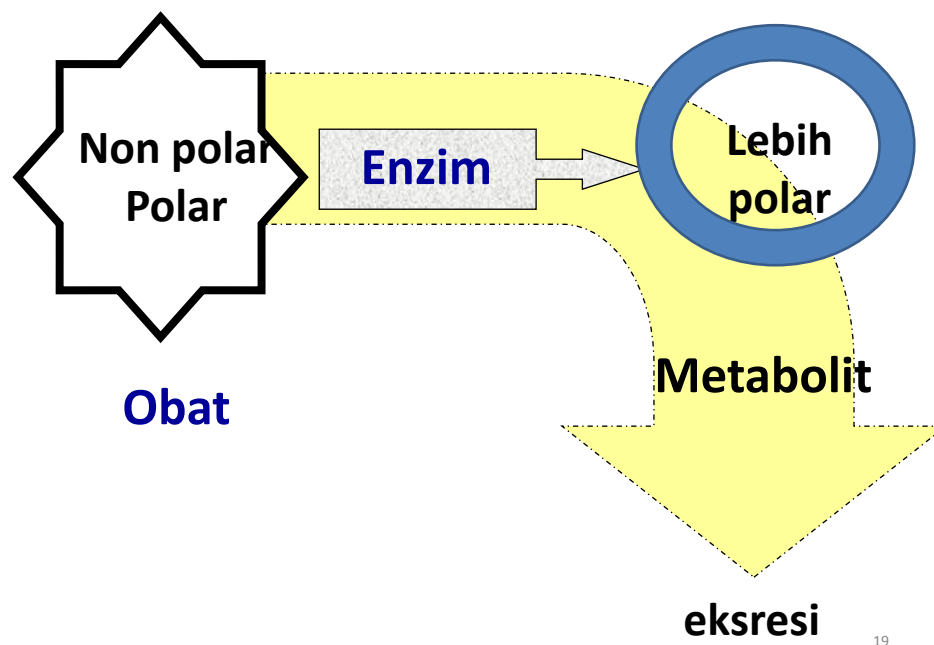 Non polar
Polar
Enzim
Lebih
polar
Obat
Metabolit
eksresi
19